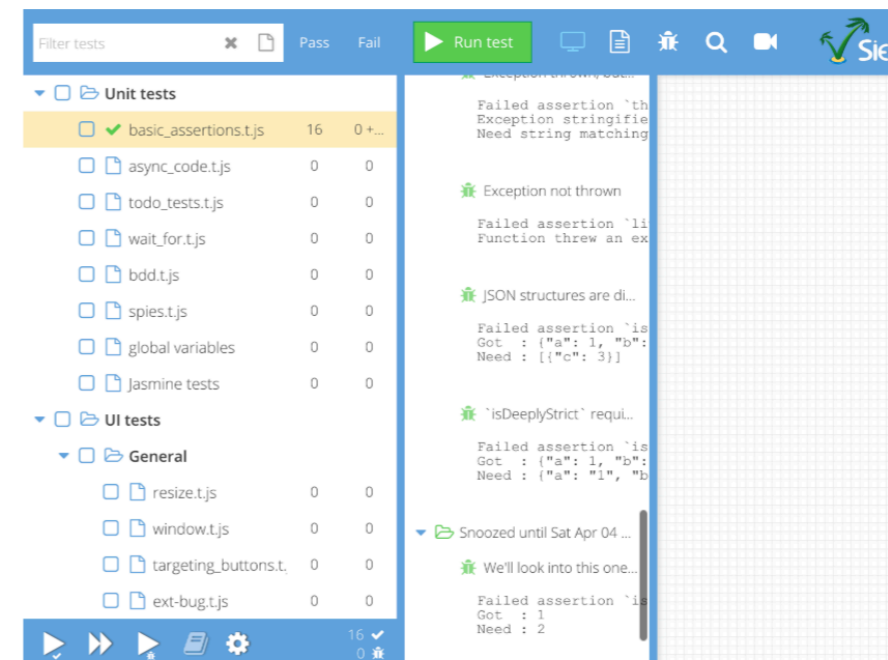 Filter tests
Pass
Fail
Run test
Sie
Unit tests
basic_assertions.t.js 16 0 +...
async_code.t.js 0 0
todo_tests.t.js 0 0
wait_for.t.js 0 0
bdd.t.js 0 0
spies.t.js 0 0
global variables 0 0
Jasmine tests 0 0
UI tests
General
resize.t.js 0 0
window.t.js 0 0
targeting_buttons.t. 0 0
ext-bug.t.js 0 0
16
0
Exception thrown, but...
Failed assertion `th
Exception stringifie
Need string matching
Exception not thrown
Failed assertion `li
Function threw an ex
JSON structures are di...
Failed assertion `is
Got : {"a": 1, "b":
Need : [{"c": 3}]
`isDeeplyStrict` requi...
Failed assertion `is
Got : {"a": 1, "b":
Need : {"a": "1", "b
Snoozed until Sat Apr 04 ...
We'll look into this one...
Failed assertion `is
Got : 1
Need : 2